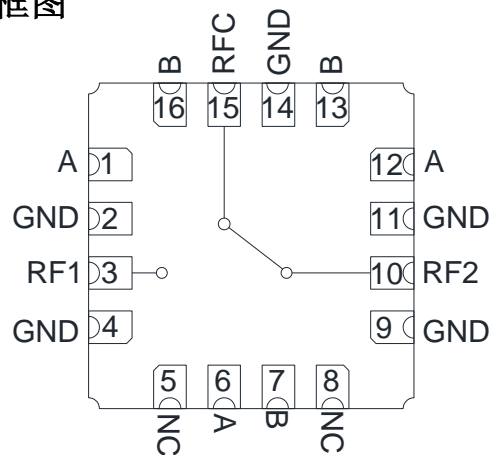 框图
B RFC GND B
16 15 14 13
A 1 12 A
GND 2 11 GND
RF1 3 10 RF2
GND 4 9 GND
5 6 7 8
NC A B NC